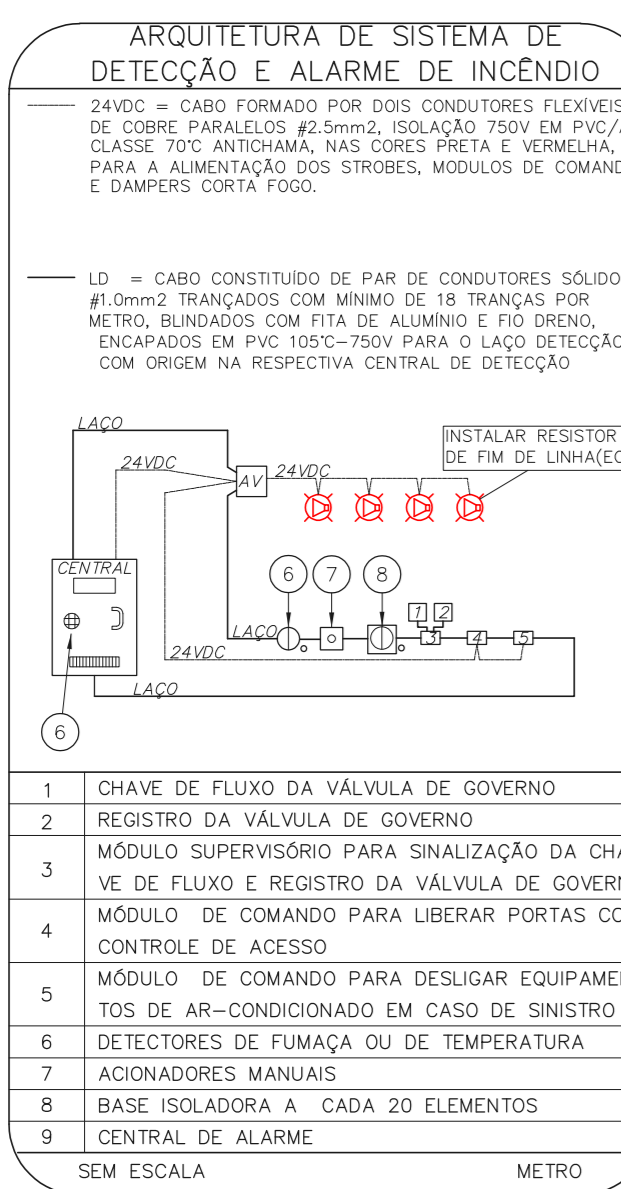 ARQUITETURA DE SISTEMA DE
DETECÇÃO E ALARME DE INCÊNDIO
24VDC = CABO FORMADO POR DOIS CONDUTORES FLEXÍVEIS
DE COBRE PARALELOS #2.5mm2, ISOLAÇÃO 750V EM PVC/A
CLASSE 70°C ANTICHAMA, NAS CORES PRETA E VERMELHA,
PARA A ALIMENTAÇÃO DOS STROBES, MODULOS DE COMAND
E DAMPERS CORTA FOGO.
LD = CABO CONSTITUÍDO DE PAR DE CONDUTORES SÓLIDO
#1.0mm2 TRANÇADOS COM MÍNIMO DE 18 TRANÇAS POR
METRO, BLINDADOS COM FITA DE ALUMÍNIO E FIO DRENO,
ENCAPADOS EM PVC 105°C-750V PARA O LAÇO DETECÇÃO
COM ORIGEM NA RESPECTIVA CENTRAL DE DETECÇÃO
LAÇO
INSTALAR RESISTOR
DE FIM DE LINHA(EO
24VDC
AV
24VDC
CENTRAL
6
7
8
1
2
LAÇO
3
4
5
24VDC
LAÇO
6
1 CHAVE DE FLUXO DA VÁLVULA DE GOVERNO
2 REGISTRO DA VÁLVULA DE GOVERNO
3 MÓDULO SUPERVISÓRIO PARA SINALIZAÇÃO DA CHA
VE DE FLUXO E REGISTRO DA VÁLVULA DE GOVERN
4 MÓDULO DE COMANDO PARA LIBERAR PORTAS CO
CONTROLE DE ACESSO
5 MÓDULO DE COMANDO PARA DESLIGAR EQUIPAME
TOS DE AR-CONDICIONADO EM CASO DE SINISTRO
6 DETECTORES DE FUMAÇA OU DE TEMPERATURA
7 ACIONADORES MANUAIS
8 BASE ISOLADORA A CADA 20 ELEMENTOS
9 CENTRAL DE ALARME
SEM ESCALA METRO